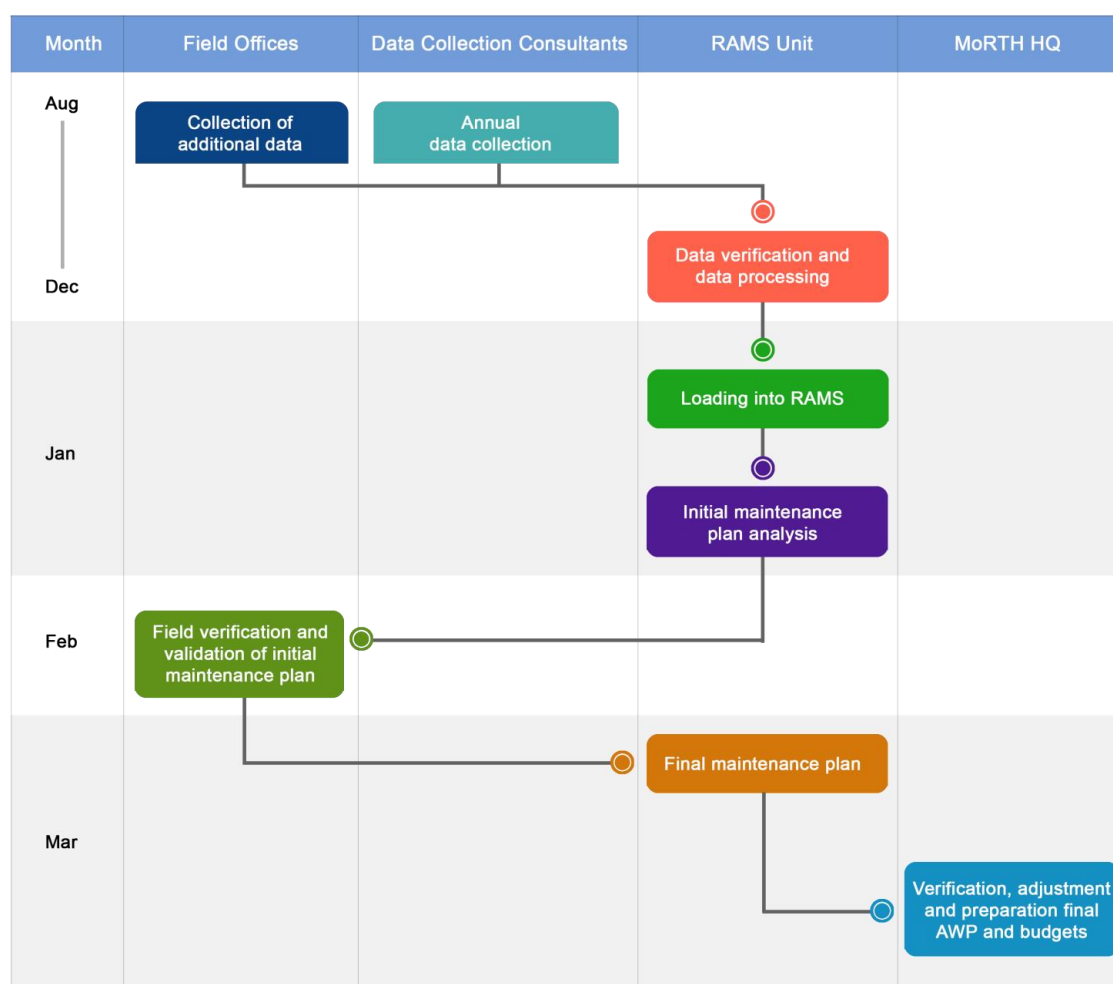 Month
Field Offices
Data Collection Consultants
RAMS Unit
MoRTH HQ
Aug
Collection of
additional data
Annual
data collection
Data verification and
data processing
Dec
Loading into RAMS
Jan
Initial maintenance
plan analysis
Feb
Field verification and
validation of initial
maintenance plan
Final maintenance plan
Mar
Verification, adjustment
and preparation final
AWP and budgets